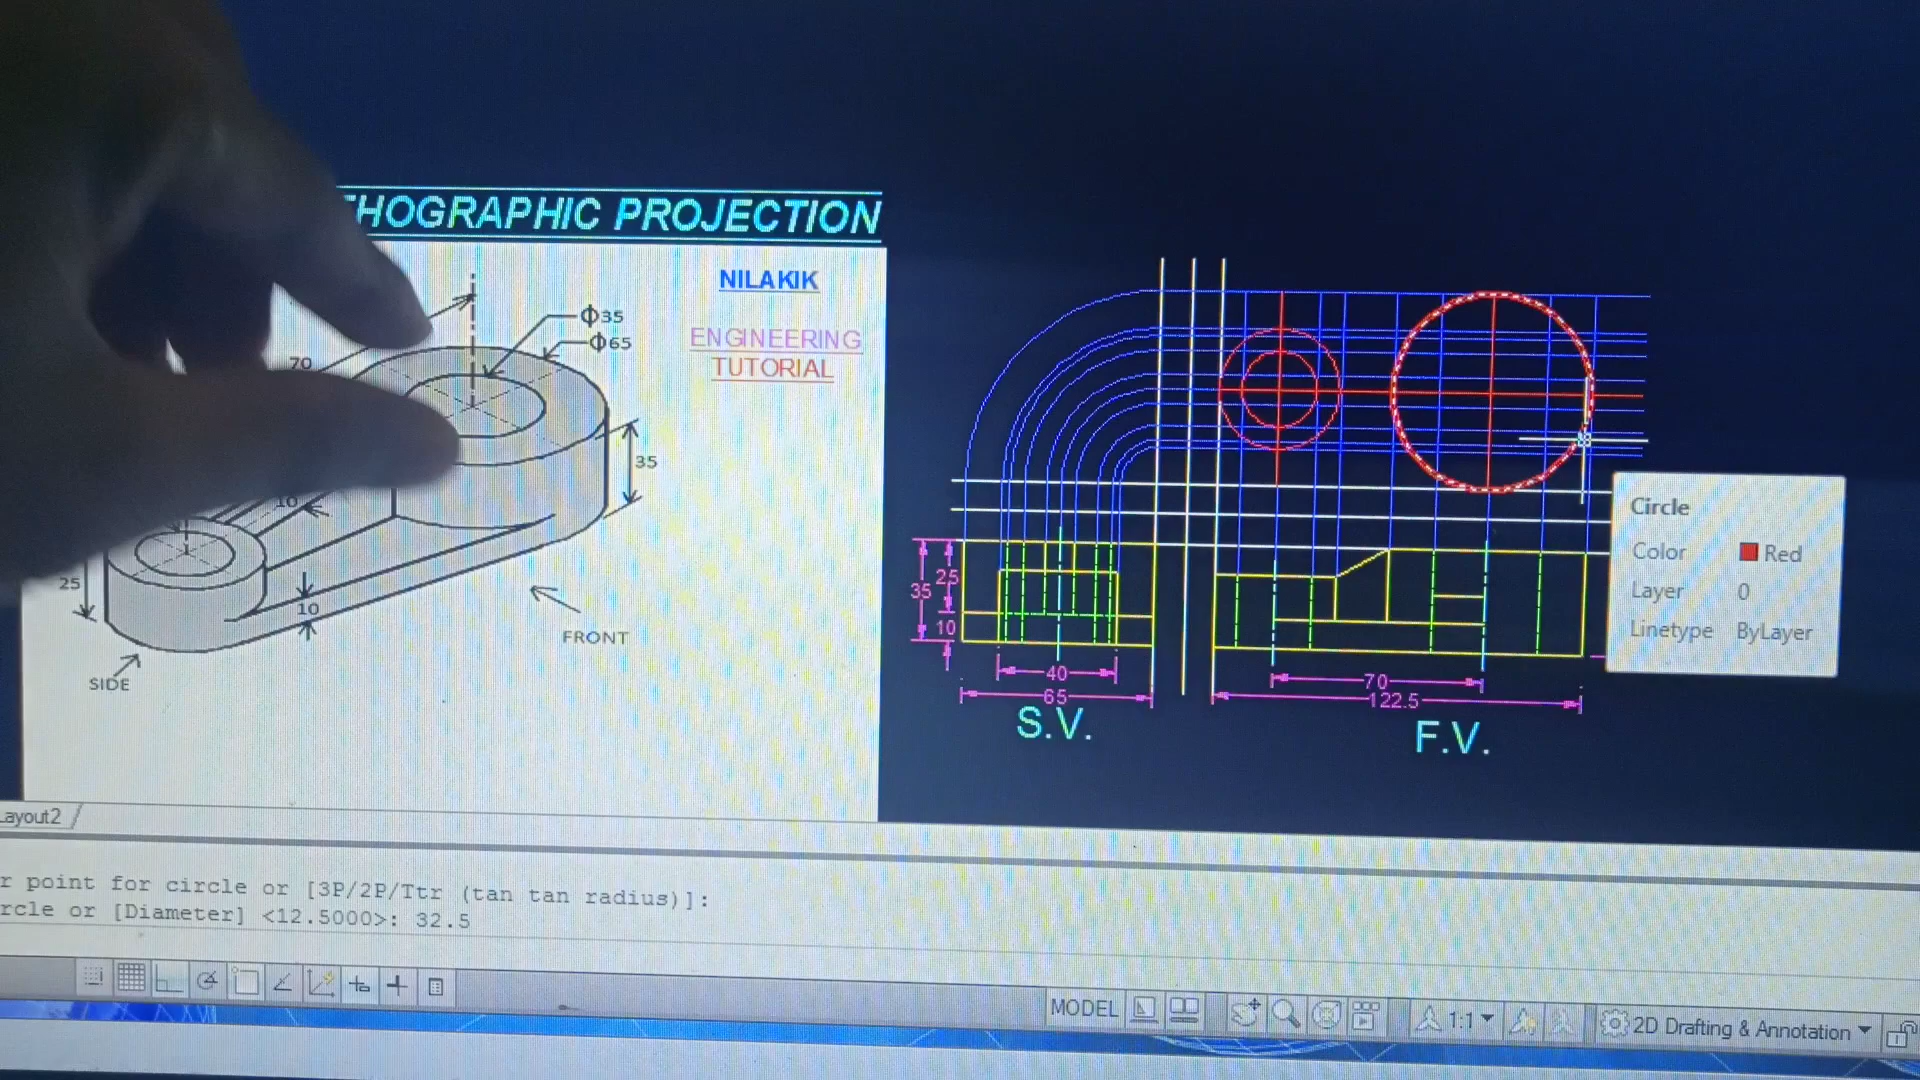 THOGRAPHIC PROJECTION
NILAKIK
ENGINEERING
TUTORIAL
Φ35
Φ65
70
35
10
25
10
FRONT
SIDE
35
25
10
40
65
S.V.
70
122.5
F.V.
Circle
Color Red
Layer 0
Linetype ByLayer
Layout2
r point for circle or [3P/2P/Ttr (tan tan radius)]:
rcle or [Diameter] <12.5000>: 32.5
MODEL
1:1
2D Drafting & Annotation